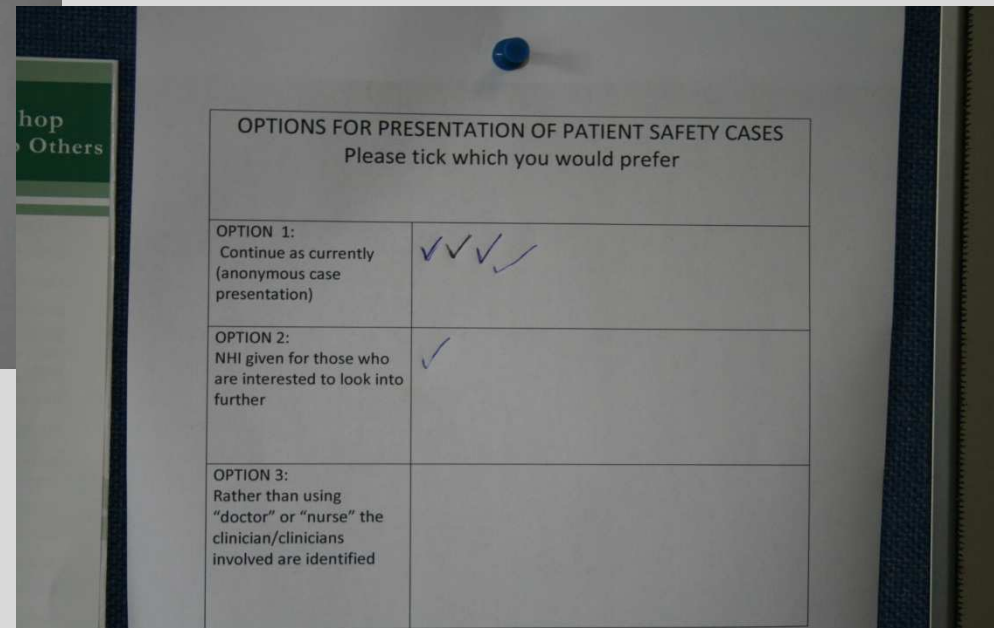 hop
Others
OPTIONS FOR PRESENTATION OF PATIENT SAFETY CASES
Please tick which you would prefer
OPTION 1:
Continue as currently
(anonymous case
presentation)
✓✓✓✓
OPTION 2:
NHI given for those who
are interested to look into
further
✓
OPTION 3:
Rather than using
“doctor” or “nurse” the
clinician/clinicians
involved are identified